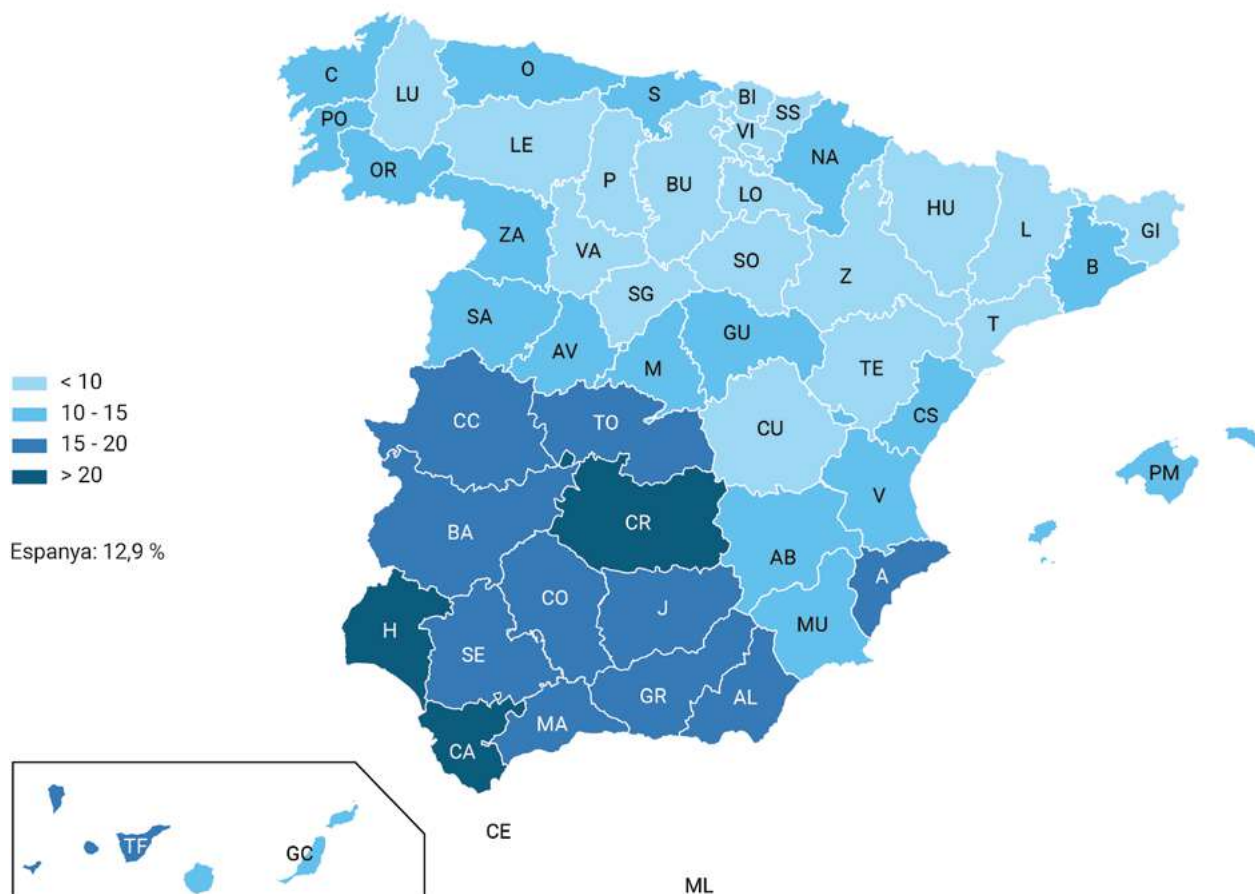 C
O
S
BI
SS
LU
PO
VI
LE
NA
OR
P
BU
LO
HU
L
GI
ZA
VA
SO
Z
B
SG
SA
GU
T
AV
M
TE
< 10
10 - 15
15 - 20
> 20
CC
TO
CU
CS
PM
V
CR
Espanya: 12,9 %
BA
AB
A
CO
J
MU
H
SE
GR
AL
MA
CA
CE
TF
GC
ML